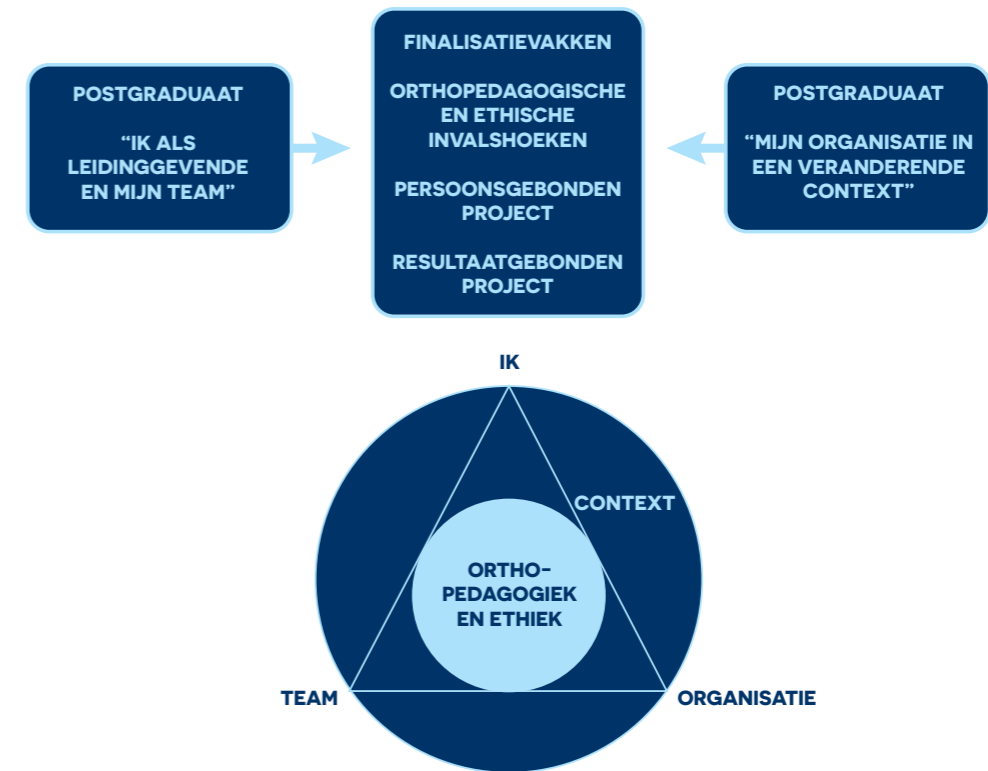 POSTGRADUAAT
“IK ALS
LEIDINGGEVENDE
EN MIJN TEAM”
FINALISATIEVAKKEN
ORTHOPEDAGOGISCHE
EN ETHISCHE
INVALSHOEKEN
PERSOONSGEBONDEN
PROJECT
RESULTAATGEBONDEN
PROJECT
POSTGRADUAAT
“MIJN ORGANISATIE IN
EEN VERANDERENDE
CONTEXT”
IK
CONTEXT
ORTHO-
PEDAGOGIEK
EN ETHIEK
TEAM
ORGANISATIE